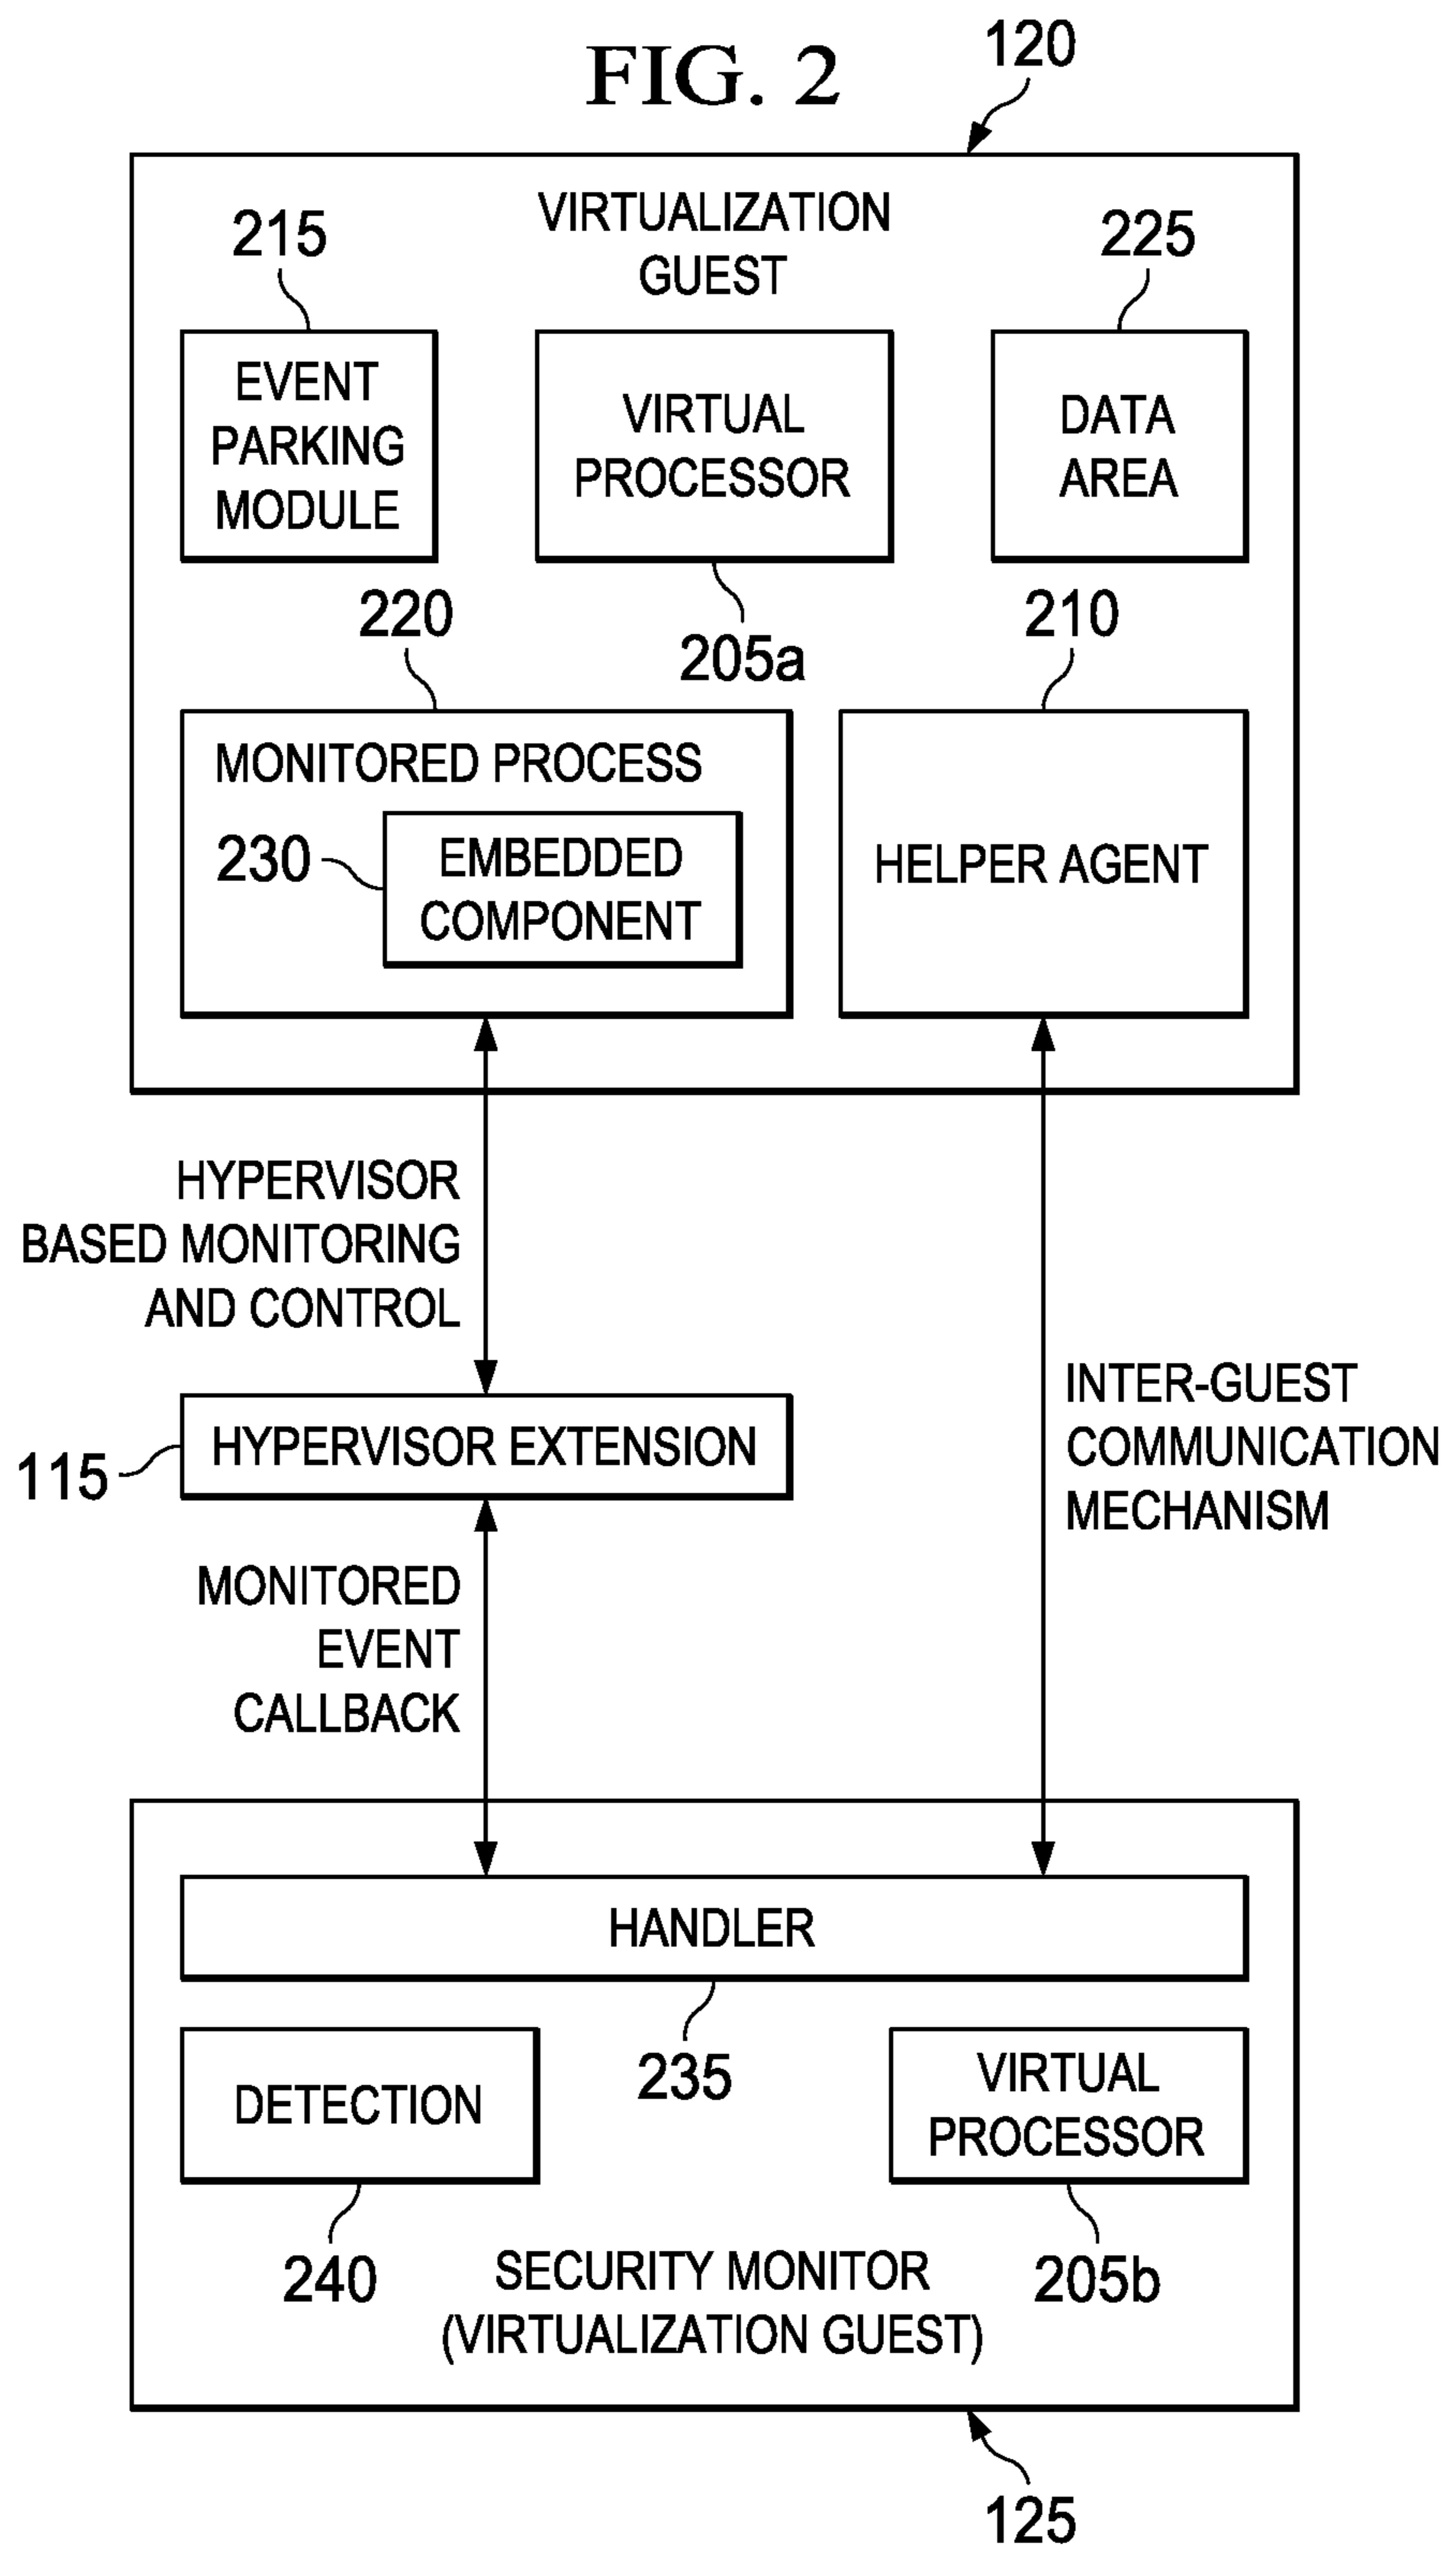 FIG. 2
120
VIRTUALIZATION
GUEST
215
225
EVENT
PARKING
MODULE
VIRTUAL
PROCESSOR
DATA
AREA
220
205a
210
MONITORED PROCESS
230
EMBEDDED
COMPONENT
HELPER AGENT
HYPERVISOR
BASED MONITORING
AND CONTROL
INTER-GUEST
COMMUNICATION
MECHANISM
115
HYPERVISOR EXTENSION
MONITORED
EVENT
CALLBACK
HANDLER
235
DETECTION
VIRTUAL
PROCESSOR
240
205b
SECURITY MONITOR
(VIRTUALIZATION GUEST)
125